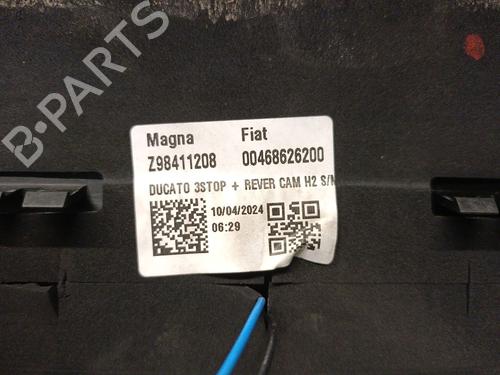 B-PARTS
Magna Fiat
Z98411208 00468626200
DUCATO 3STOP + REVER CAM H2 S/N
10/04/2024
06:29